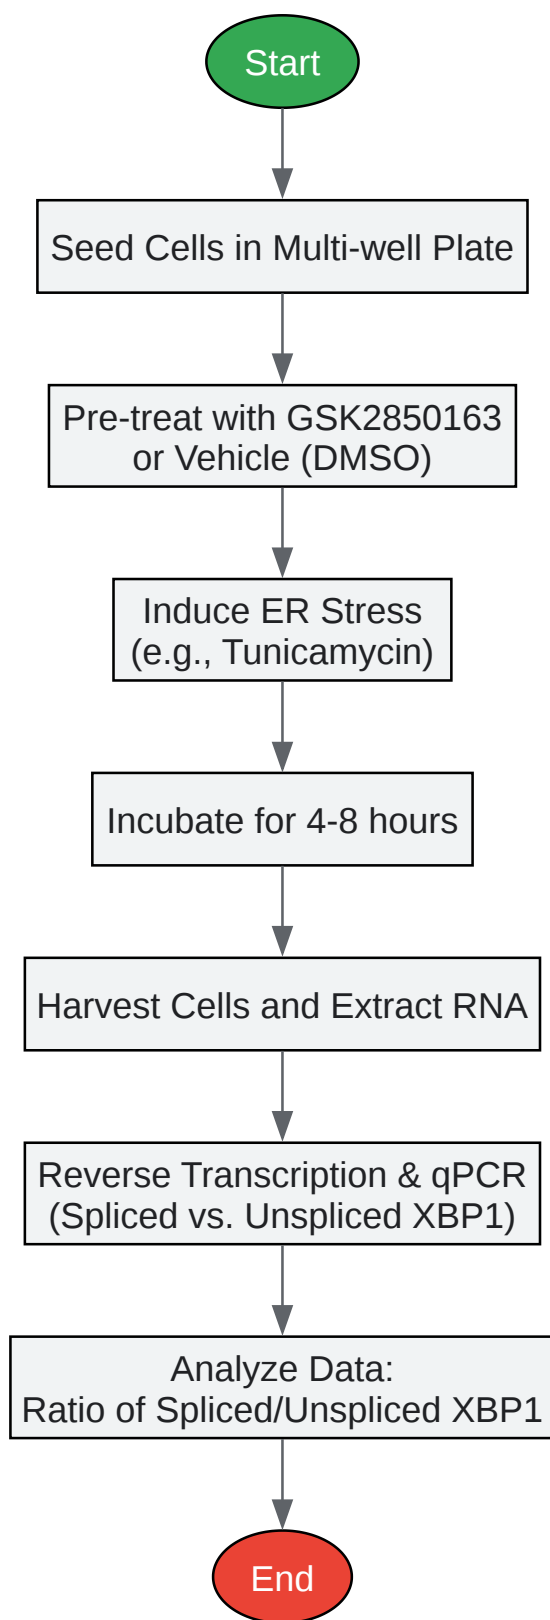 Start
Seed Cells in Multi-well Plate
Pre-treat with GSK2850163
or Vehicle (DMSO)
Induce ER Stress
(e.g., Tunicamycin)
Incubate for 4-8 hours
Harvest Cells and Extract RNA
Reverse Transcription & qPCR
(Spliced vs. Unspliced XBP1)
Analyze Data:
Ratio of Spliced/Unspliced XBP1
End